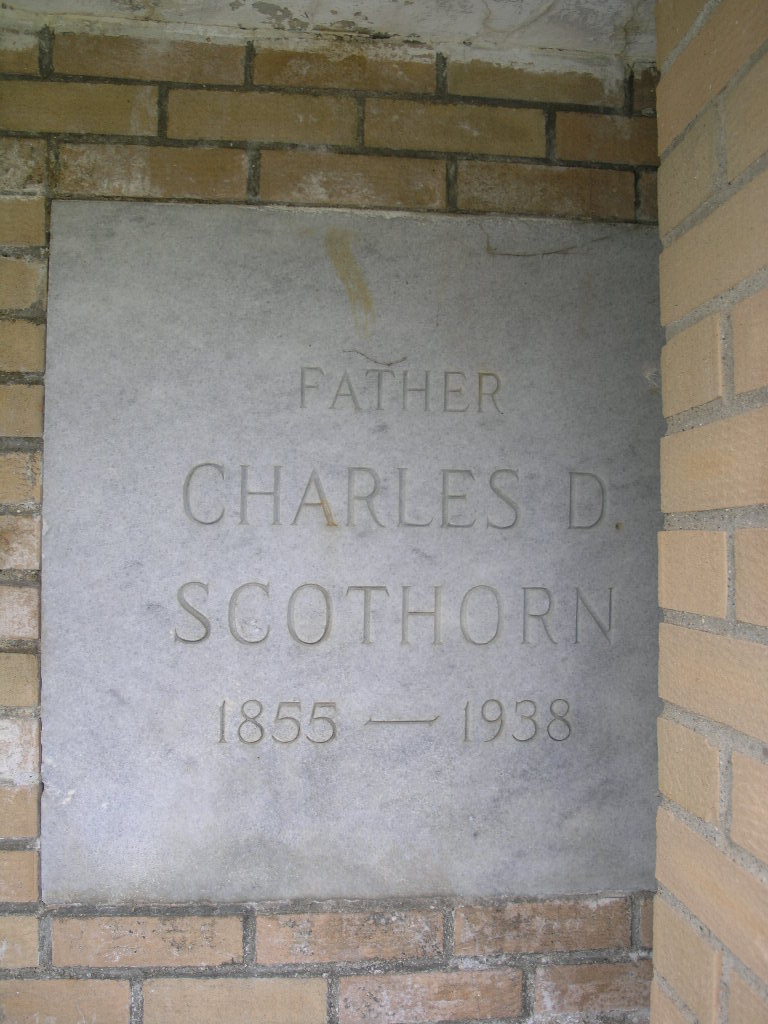 FATHER
CHARLES D.
SCOTHORN
1855 — 1938